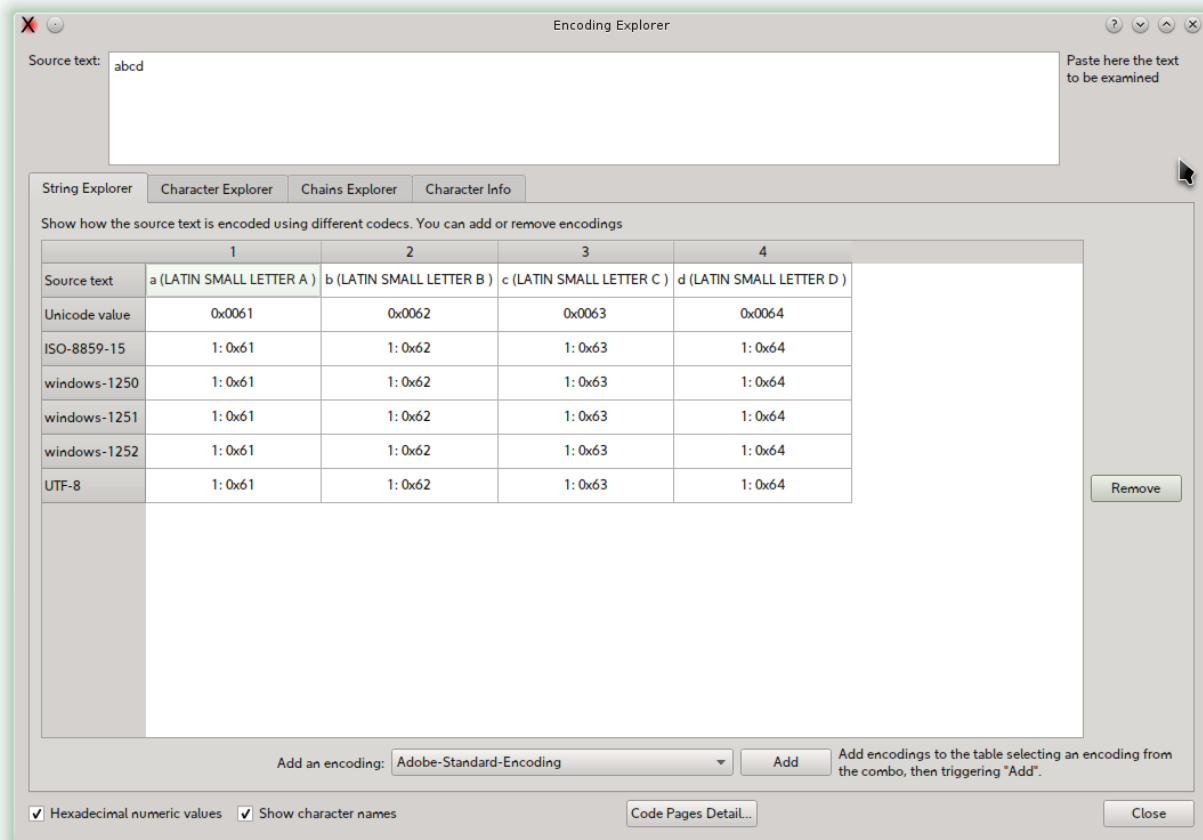 Encoding Explorer
Source text:
abcd
Paste here the text
to be examined
String Explorer Character Explorer Chains Explorer Character Info
Show how the source text is encoded using different codecs. You can add or remove encodings
1 2 3 4
Source text a (LATIN SMALL LETTER A ) b (LATIN SMALL LETTER B ) c (LATIN SMALL LETTER C ) d (LATIN SMALL LETTER D )
Unicode value 0x0061 0x0062 0x0063 0x0064
ISO-8859-15 1: 0x61 1: 0x62 1: 0x63 1: 0x64
windows-1250 1: 0x61 1: 0x62 1: 0x63 1: 0x64
windows-1251 1: 0x61 1: 0x62 1: 0x63 1: 0x64
windows-1252 1: 0x61 1: 0x62 1: 0x63 1: 0x64
UTF-8 1: 0x61 1: 0x62 1: 0x63 1: 0x64
Remove
Add an encoding: Adobe-Standard-Encoding Add
Add encodings to the table selecting an encoding from
the combo, then triggering "Add".
Hexadecimal numeric values Show character names Code Pages Detail... Close